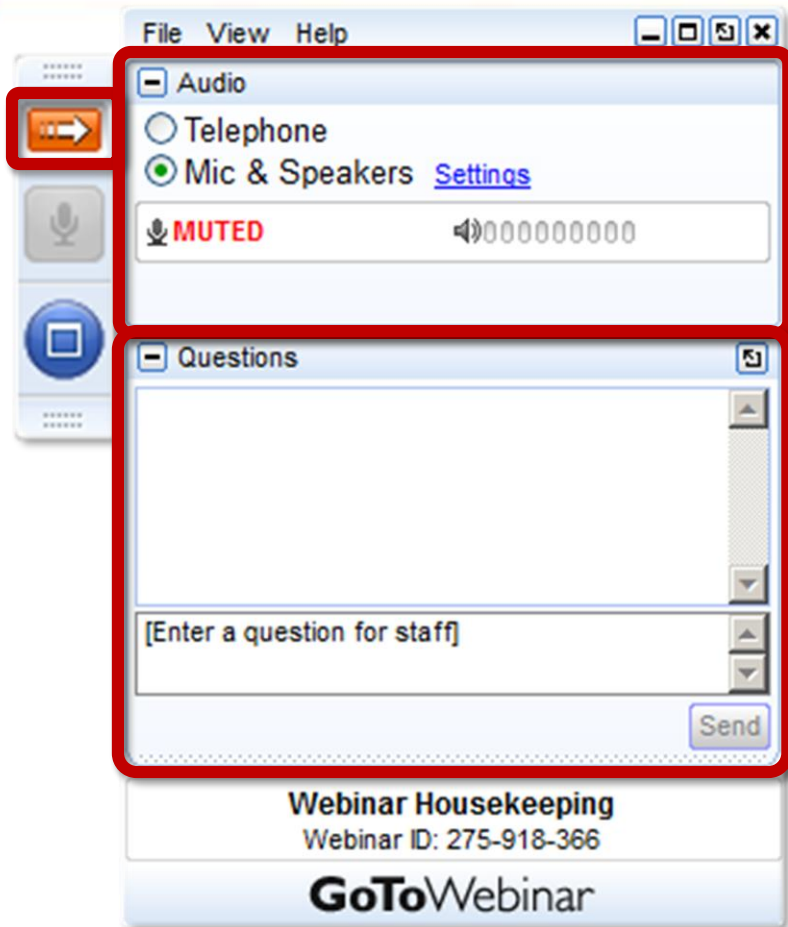 File View Help
Audio
Telephone
Mic & Speakers Settings
MUTED
Questions
[Enter a question for staff]
Send
Webinar Housekeeping
Webinar ID: 275-918-366
GoToWebinar